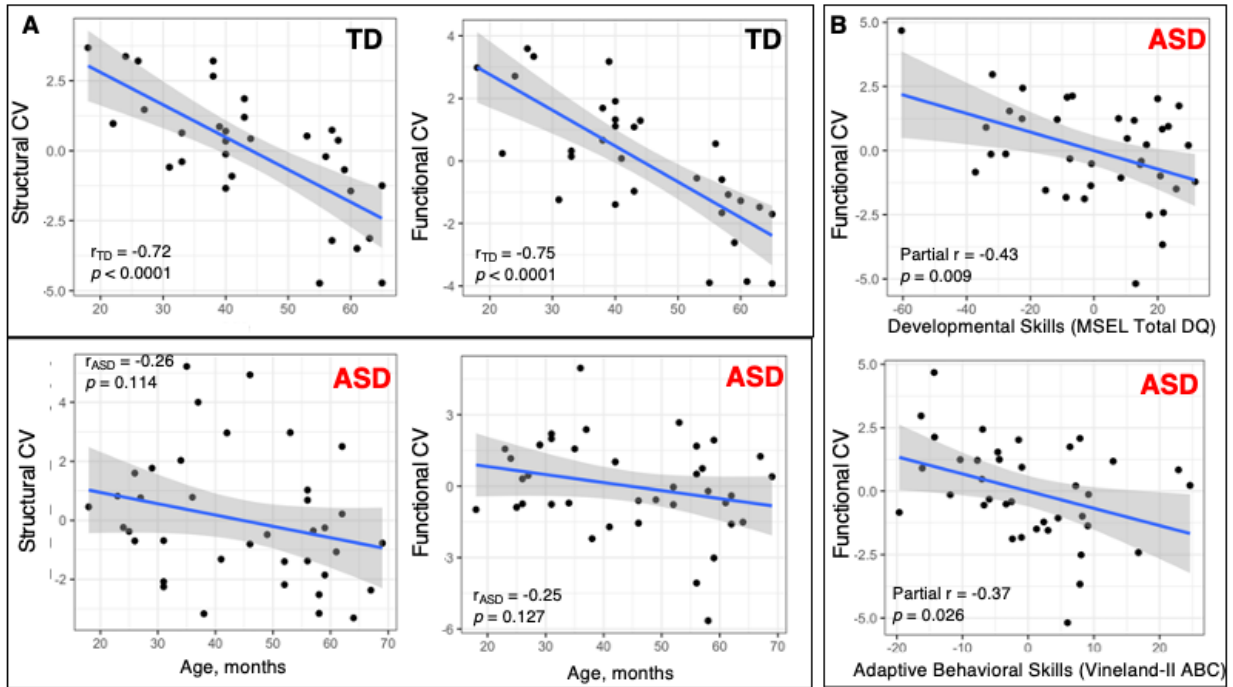 A
TD
Structural CV
2.5
0.0
-2.5
-5.0
20 30 40 50 60
rTD = -0.72
p < 0.0001
TD
Functional CV
4
2
0
-2
-4
20 30 40 50 60
rTD = -0.75
p < 0.0001
rASD = -0.26
p = 0.114
ASD
Structural CV
4
2
0
-2
20 30 40 50 60 70
Age, months
ASD
Functional CV
3
0
-3
-6
20 30 40 50 60 70
rASD = -0.25
p = 0.127
Age, months
B
ASD
Functional CV
5.0
2.5
0.0
-2.5
-5.0
Partial r = -0.43
p = 0.009
-60 -40 -20 0 20
Developmental Skills (MSEL Total DQ)
ASD
Functional CV
5.0
2.5
0.0
-2.5
-5.0
Partial r = -0.37
p = 0.026
-20 -10 0 10 20
Adaptive Behavioral Skills (Vineland-II ABC)